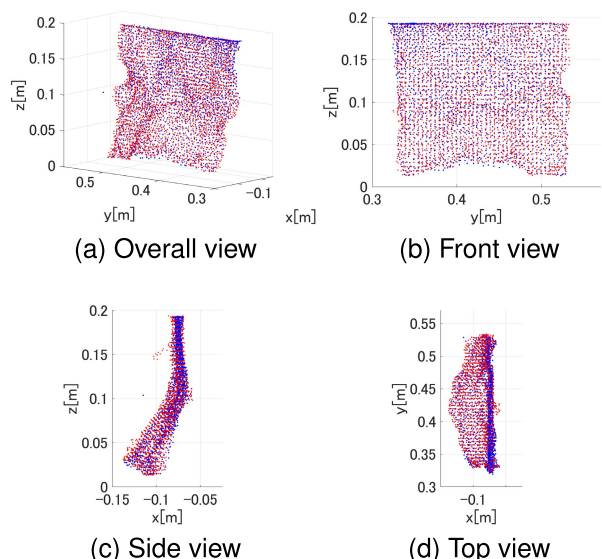 0.2
0.15
0.1
0.05
0
z[m]
0.5
0.4
0.3
−0.1
y[m]
x[m]
(a) Overall view
0.2
0.15
0.1
0.05
0
z[m]
0.3
0.4
0.5
y[m]
(b) Front view
0.2
0.15
0.1
0.05
0
z[m]
−0.15
−0.1
−0.05
x[m]
(c) Side view
0.55
0.5
0.45
0.4
0.35
0.3
y[m]
−0.1
x[m]
(d) Top view